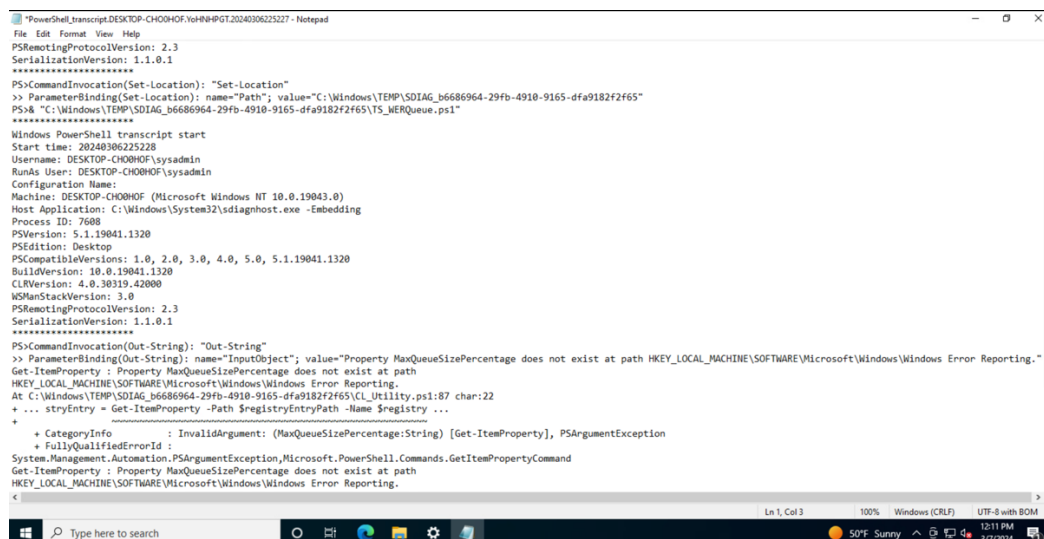 *PowerShell_transcript.DESKTOP-CHO0HOF.YoHNHPGT.20240306225227 - Notepad
File Edit Format View Help
PSRemotingProtocolVersion: 2.3
SerializationVersion: 1.1.0.1
**********************
PS>CommandInvocation(Set-Location): "Set-Location"
>> ParameterBinding(Set-Location): name="Path"; value="C:\Windows\TEMP\SDIAG_b6686964-29fb-4910-9165-dfa9182f2f65"
PS>& "C:\Windows\TEMP\SDIAG_b6686964-29fb-4910-9165-dfa9182f2f65\TS_WERQueue.ps1"
**********************
Windows PowerShell transcript start
Start time: 20240306225228
Username: DESKTOP-CHO0HOF\sysadmin
RunAs User: DESKTOP-CHO0HOF\sysadmin
Configuration Name:
Machine: DESKTOP-CHO0HOF (Microsoft Windows NT 10.0.19043.0)
Host Application: C:\Windows\System32\sdiagnhost.exe -Embedding
Process ID: 7608
PSVersion: 5.1.19041.1320
PSEdition: Desktop
PSCompatibleVersions: 1.0, 2.0, 3.0, 4.0, 5.0, 5.1.19041.1320
BuildVersion: 10.0.19041.1320
CLRVersion: 4.0.30319.42000
WSManStackVersion: 3.0
PSRemotingProtocolVersion: 2.3
SerializationVersion: 1.1.0.1
**********************
PS>CommandInvocation(Out-String): "Out-String"
>> ParameterBinding(Out-String): name="InputObject"; value="Property MaxQueueSizePercentage does not exist at path HKEY_LOCAL_MACHINE\SOFTWARE\Microsoft\Windows\Windows Error Reporting."
Get-ItemProperty : Property MaxQueueSizePercentage does not exist at path
HKEY_LOCAL_MACHINE\SOFTWARE\Microsoft\Windows\Windows Error Reporting.
At C:\Windows\TEMP\SDIAG_b6686964-29fb-4910-9165-dfa9182f2f65\CL_Utility.ps1:87 char:22
+ ... stryEntry = Get-ItemProperty -Path $registryEntryPath -Name $registry ...
+ ~~~~~~~~~~~~~~~~~~~~~~~~~~~~~~~~~~~~~~~~~~~~~~~~~~~~~~~~~
+ CategoryInfo : InvalidArgument: (MaxQueueSizePercentage:String) [Get-ItemProperty], PSArgumentException
+ FullyQualifiedErrorId :
System.Management.Automation.PSArgumentException,Microsoft.PowerShell.Commands.GetItemPropertyCommand
Get-ItemProperty : Property MaxQueueSizePercentage does not exist at path
HKEY_LOCAL_MACHINE\SOFTWARE\Microsoft\Windows\Windows Error Reporting.
Ln 1, Col 3 100% Windows (CRLF) UTF-8 with BOM
Type here to search 50°F Sunny 12:11 PM
3/7/2024